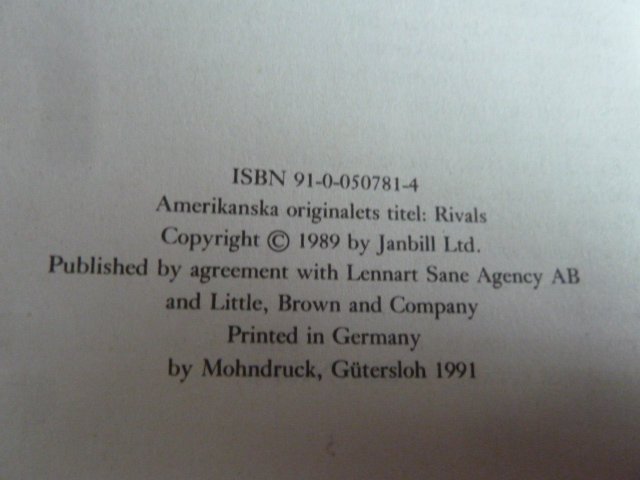 ISBN 91-0-050781-4
Amerikanska originalets titel: Rivals
Copyright © 1989 by Janbill Ltd.
Published by agreement with Lennart Sane Agency AB
and Little, Brown and Company
Printed in Germany
by Mohndruck, Gütersloh 1991